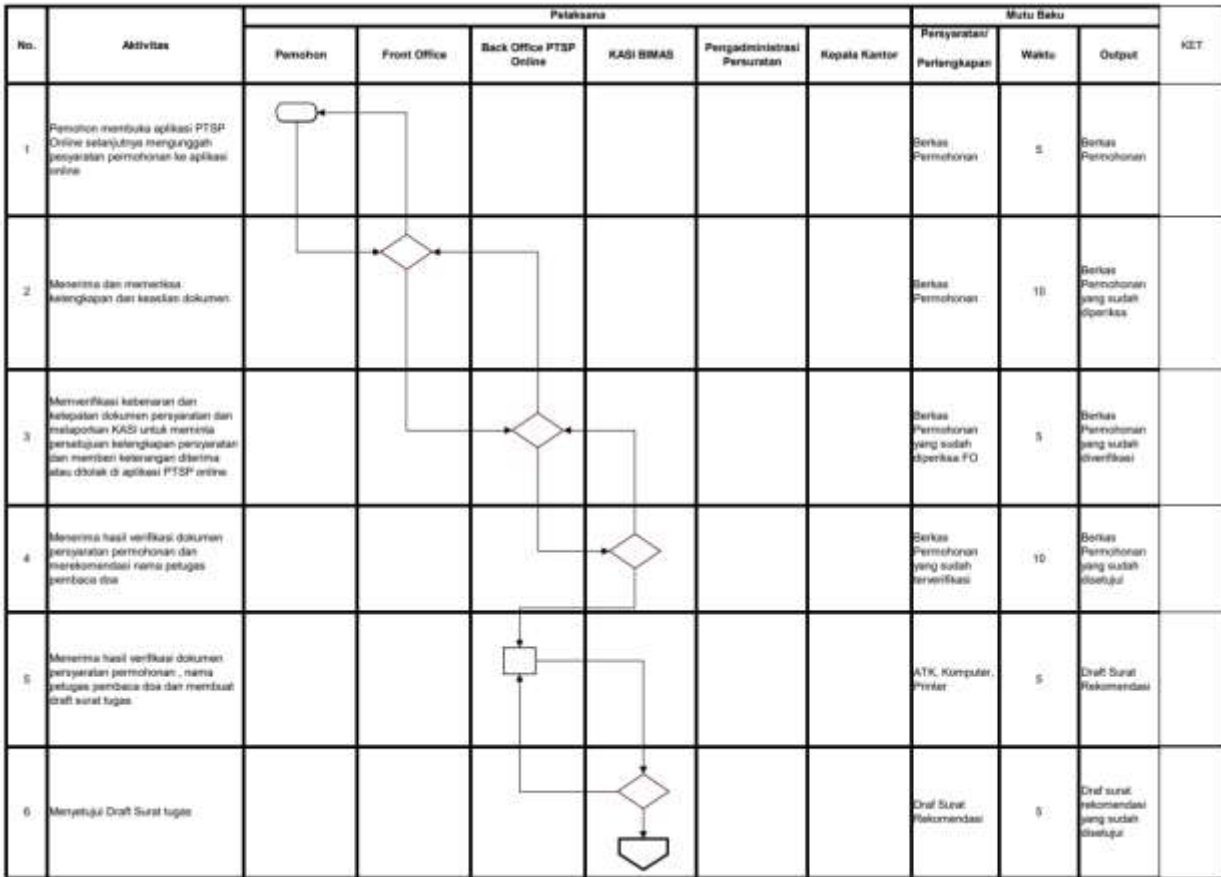 Pelaksana
Mutu Baku
No.
Aktivitas
Pemohon
Front Office
Back Office PTSP
Online
KASI BIMAS
Pengadministrasi
Persuratan
Kepala Kantor
Persyaratan/
Perlengkapan
Waktu
Output
KET
1
Pemohon membuka aplikasi PTSP
Online selanjutnya mengunggah
pesyaratan permohonan ke aplikasi
online
Berkas
Permohonan
5
Berkas
Permohonan
2
Menerima dan memeriksa
kelengkapan dan keaslian dokumen
Berkas
Permohonan
10
Berkas
Permohonan
yang sudah
diperiksa
3
Memverifikasi kebenaran dan
ketepatan dokumen persyaratan dan
melaporkan KASI untuk meminta
persetujuan kelengkapan persyaratan
dan memberi keterangan diterima
atau ditolak di aplikasi PTSP online
Berkas
Permohonan
yang sudah
diperiksa FO
5
Berkas
Permohonan
yang sudah
diverifikasi
4
Menerima hasil verifikasi dokumen
persyaratan permohonan dan
merekomendasi nama petugas
pembaca doa
Berkas
Permohonan
yang sudah
terverifikasi
10
Berkas
Permohonan
yang sudah
disetujui
5
Menerima hasil verifikasi dokumen
persyaratan permohonan , nama
petugas pembaca doa dan membuat
draft surat tugas
ATK, Komputer,
Printer
5
Draft Surat
Rekomendasi
6
Menyetujui Draft Surat tugas
Draf Surat
Rekomendasi
5
Draf surat
rekomendasi
yang sudah
disetujui